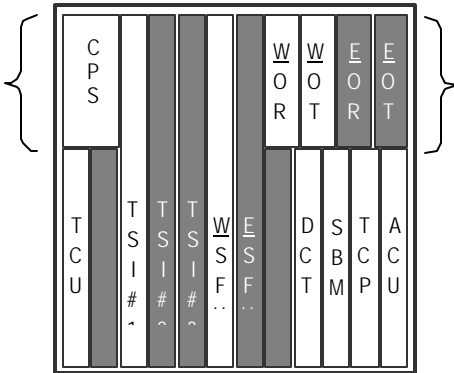 CPS
WOR
WOT
EOR
EOT
TCU
TSI#
TSI#
TSI#
WSF
ESF
DCT
SBM
TCP
ACU